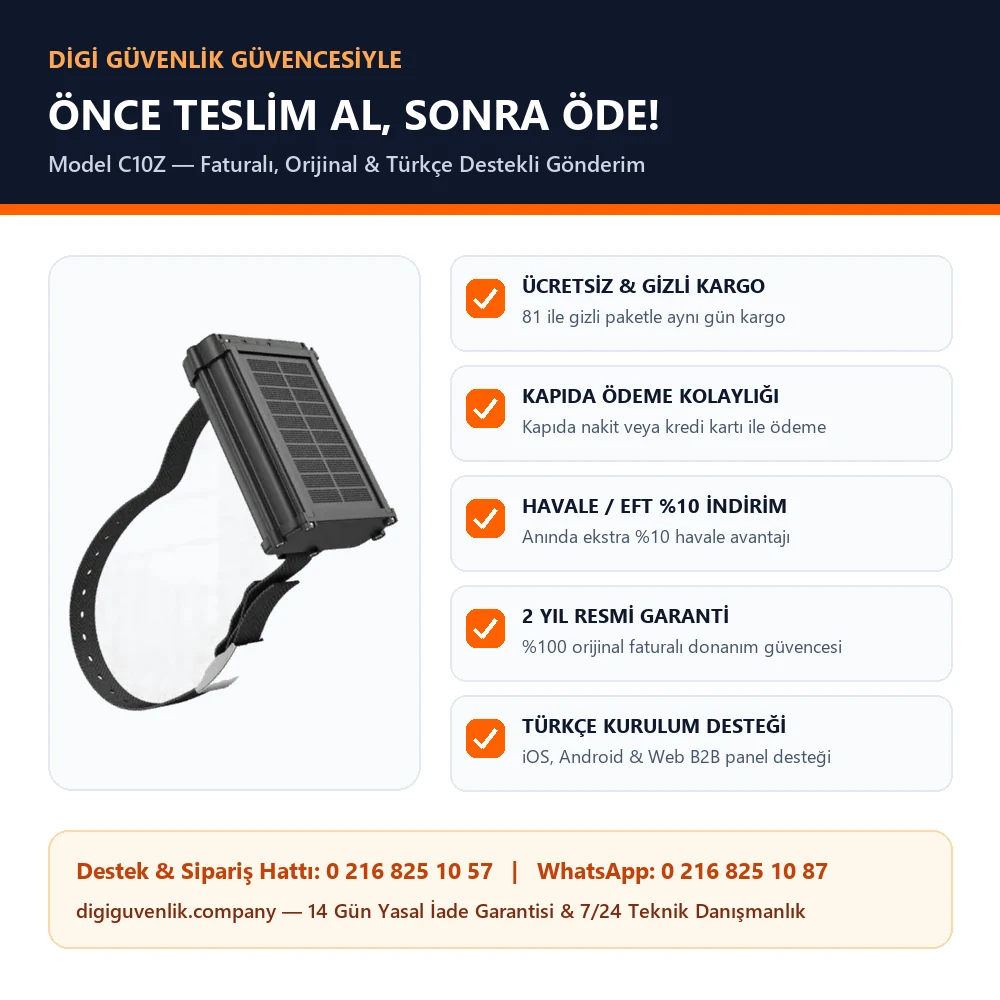 DİGİ GÜVENLİK GÜVENCESİYLE
ÖNCE TESLİM AL, SONRA ÖDE!
Model C10Z — Faturalı, Orijinal & Türkçe Destekli Gönderim
ÜCRETSİZ & GİZLİ KARGO
81 ile gizli paketle aynı gün kargo
KAPIDA ÖDEME KOLAYLIĞI
Kapıda nakit veya kredi kartı ile ödeme
HAVALE / EFT %10 İNDİRİM
Anında ekstra %10 havale avantajı
2 YIL RESMİ GARANTİ
%100 orijinal faturalı donanım güvencesi
TÜRKÇE KURULUM DESTEĞİ
iOS, Android & Web B2B panel desteği
Destek & Sipariş Hattı: 0 216 825 10 57 | WhatsApp: 0 216 825 10 87
digiguvenlik.company — 14 Gün Yasal İade Garantisi & 7/24 Teknik Danışmanlık